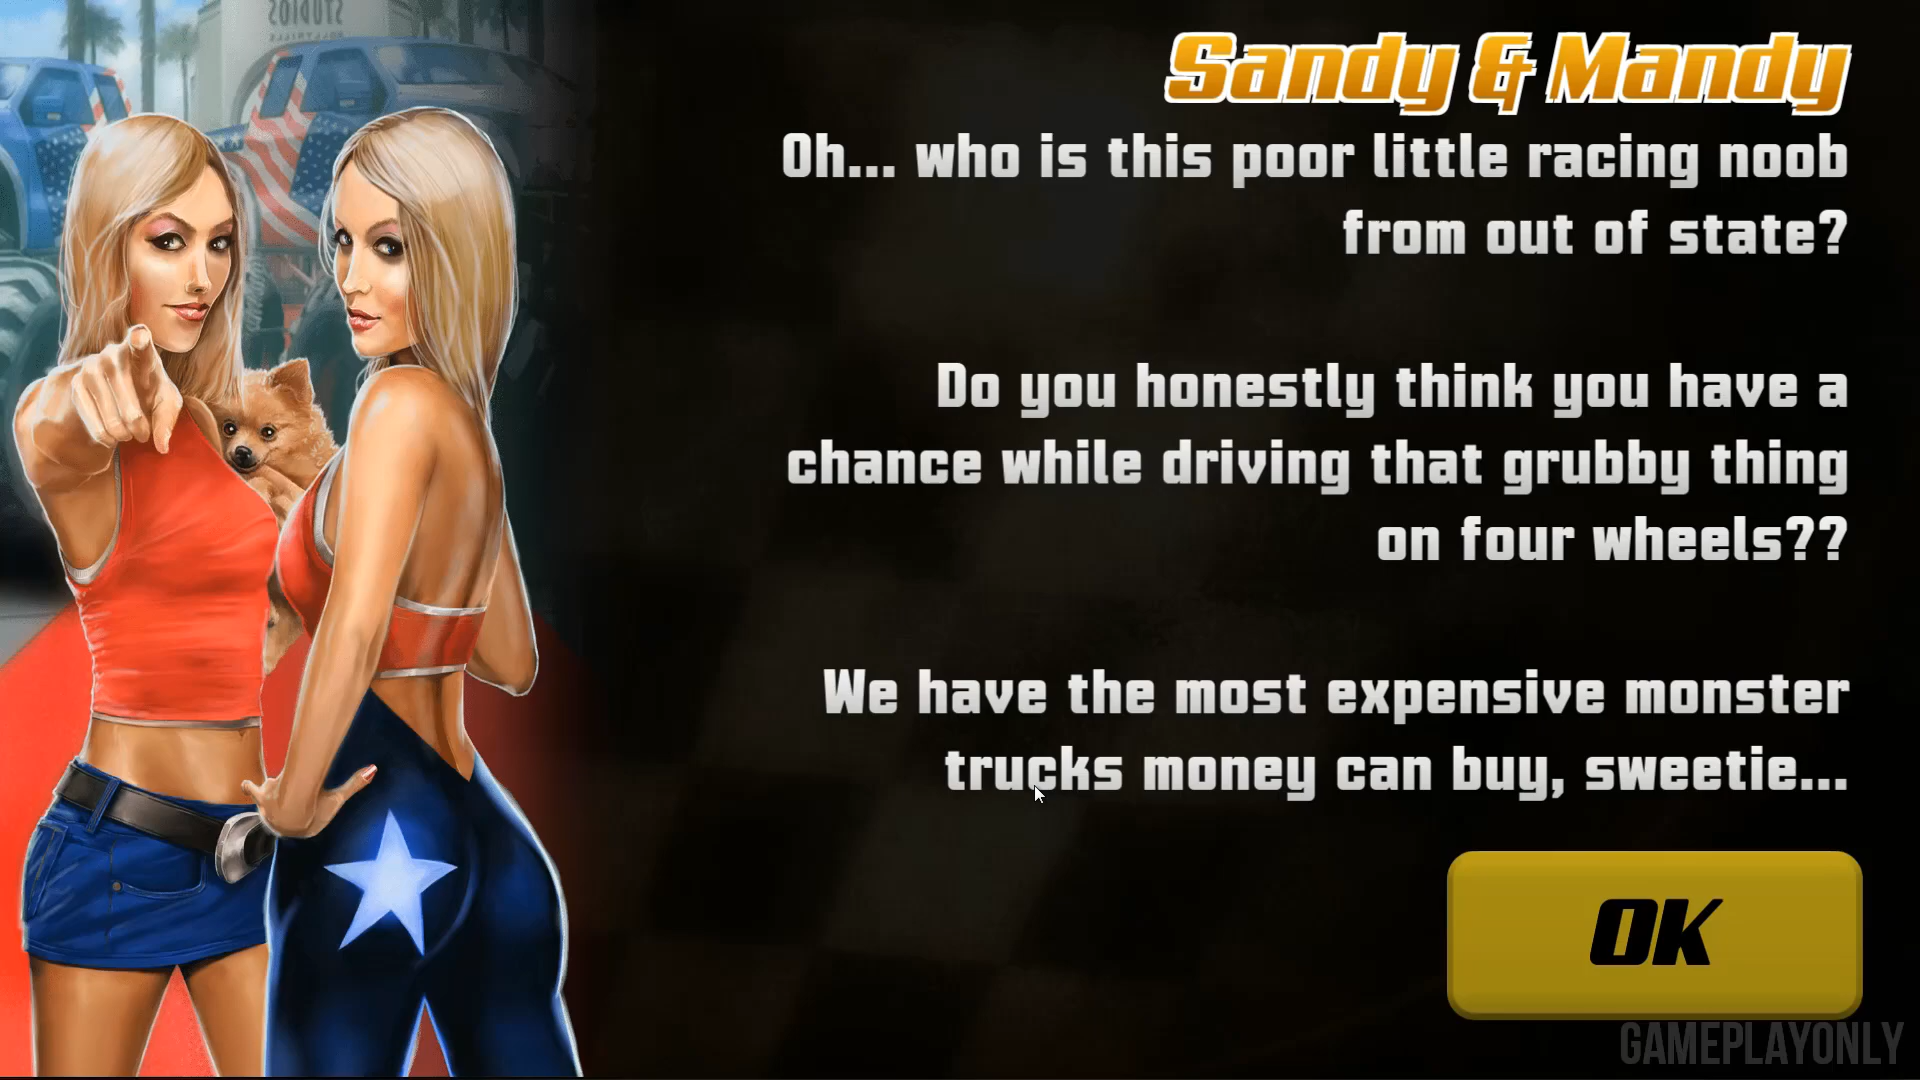 STUDIOS
Sandy & Mandy
Oh... who is this poor little racing noob
from out of state?
Do you honestly think you have a
chance while driving that grubby thing
on four wheels??
We have the most expensive monster
trucks money can buy, sweetie...
OK
GAMEPLAYONLY